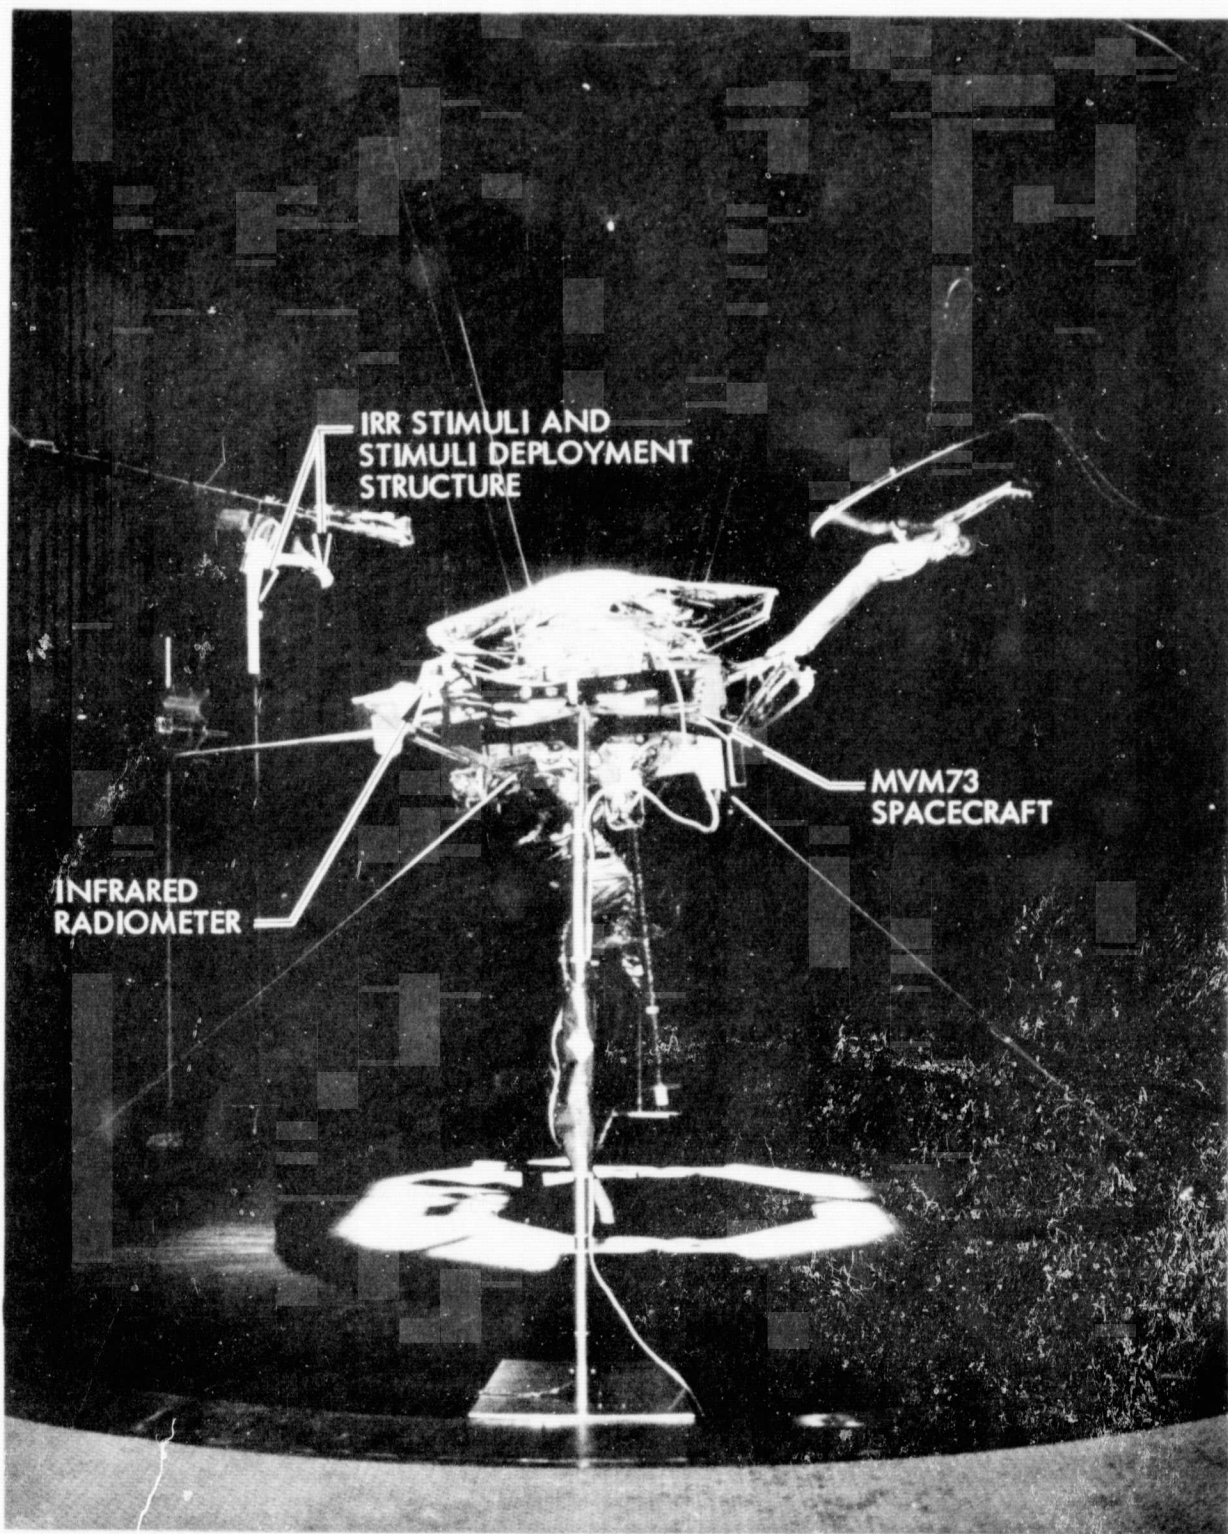 IRR STIMULI AND
STIMULI DEPLOYMENT
STRUCTURE
MVM73
SPACECRAFT
INFRARED
RADIOMETER